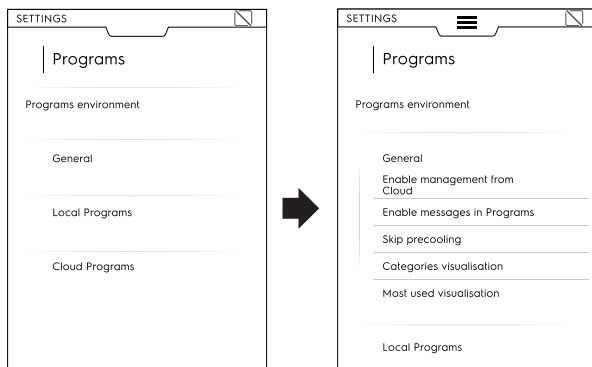 SETTINGS
Programs
Programs environment
General
Local Programs
Cloud Programs
SETTINGS
Programs
Programs environment
General
Enable management from
Cloud
Enable messages in Programs
Skip precooling
Categories visualisation
Most used visualisation
Local Programs